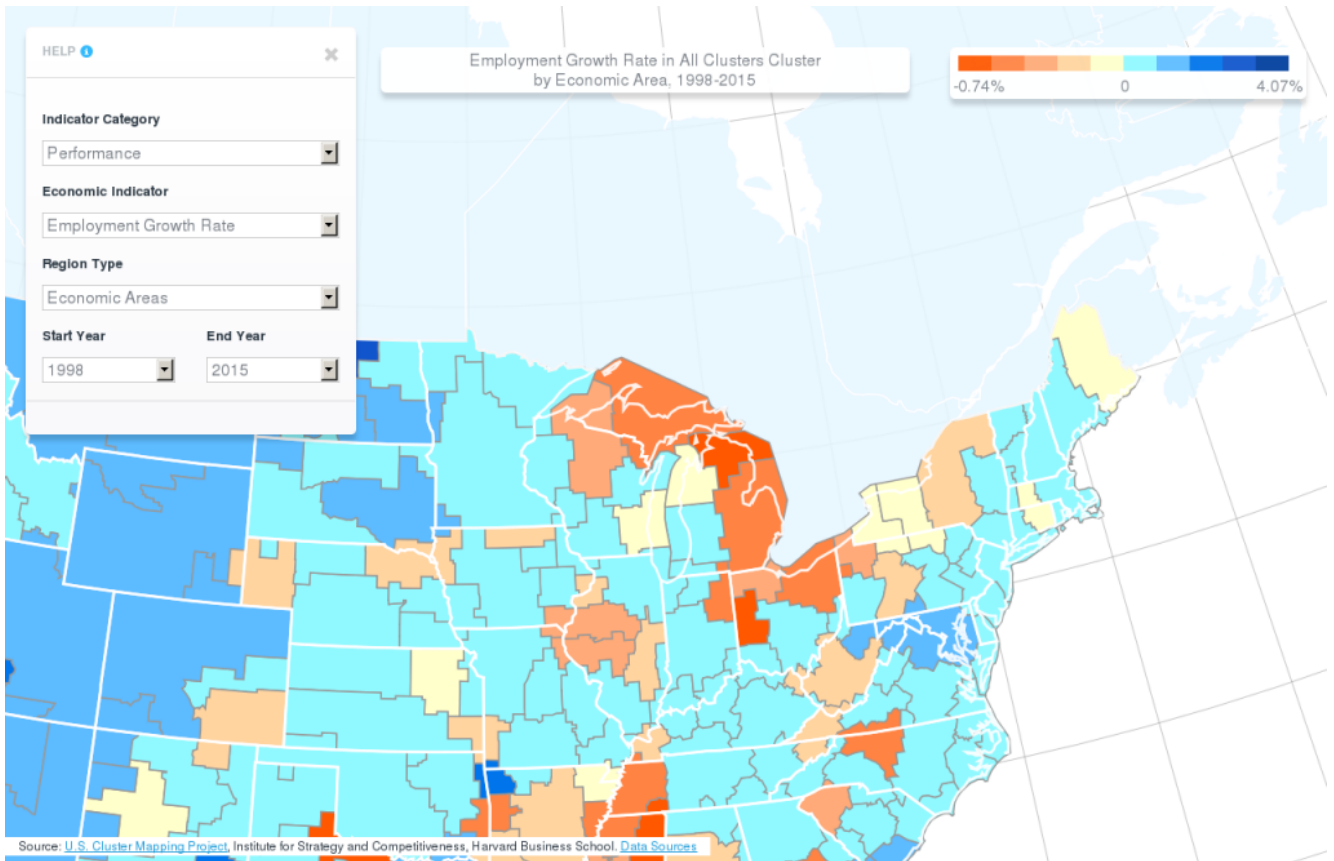 HELP
Employment Growth Rate in All Clusters Cluster
by Economic Area, 1998-2015
-0.74% 0 4.07%
Indicator Category
Performance
Economic Indicator
Employment Growth Rate
Region Type
Economic Areas
Start Year End Year
1998 2015
Source: U.S. Cluster Mapping Project, Institute for Strategy and Competitiveness, Harvard Business School. Data Sources